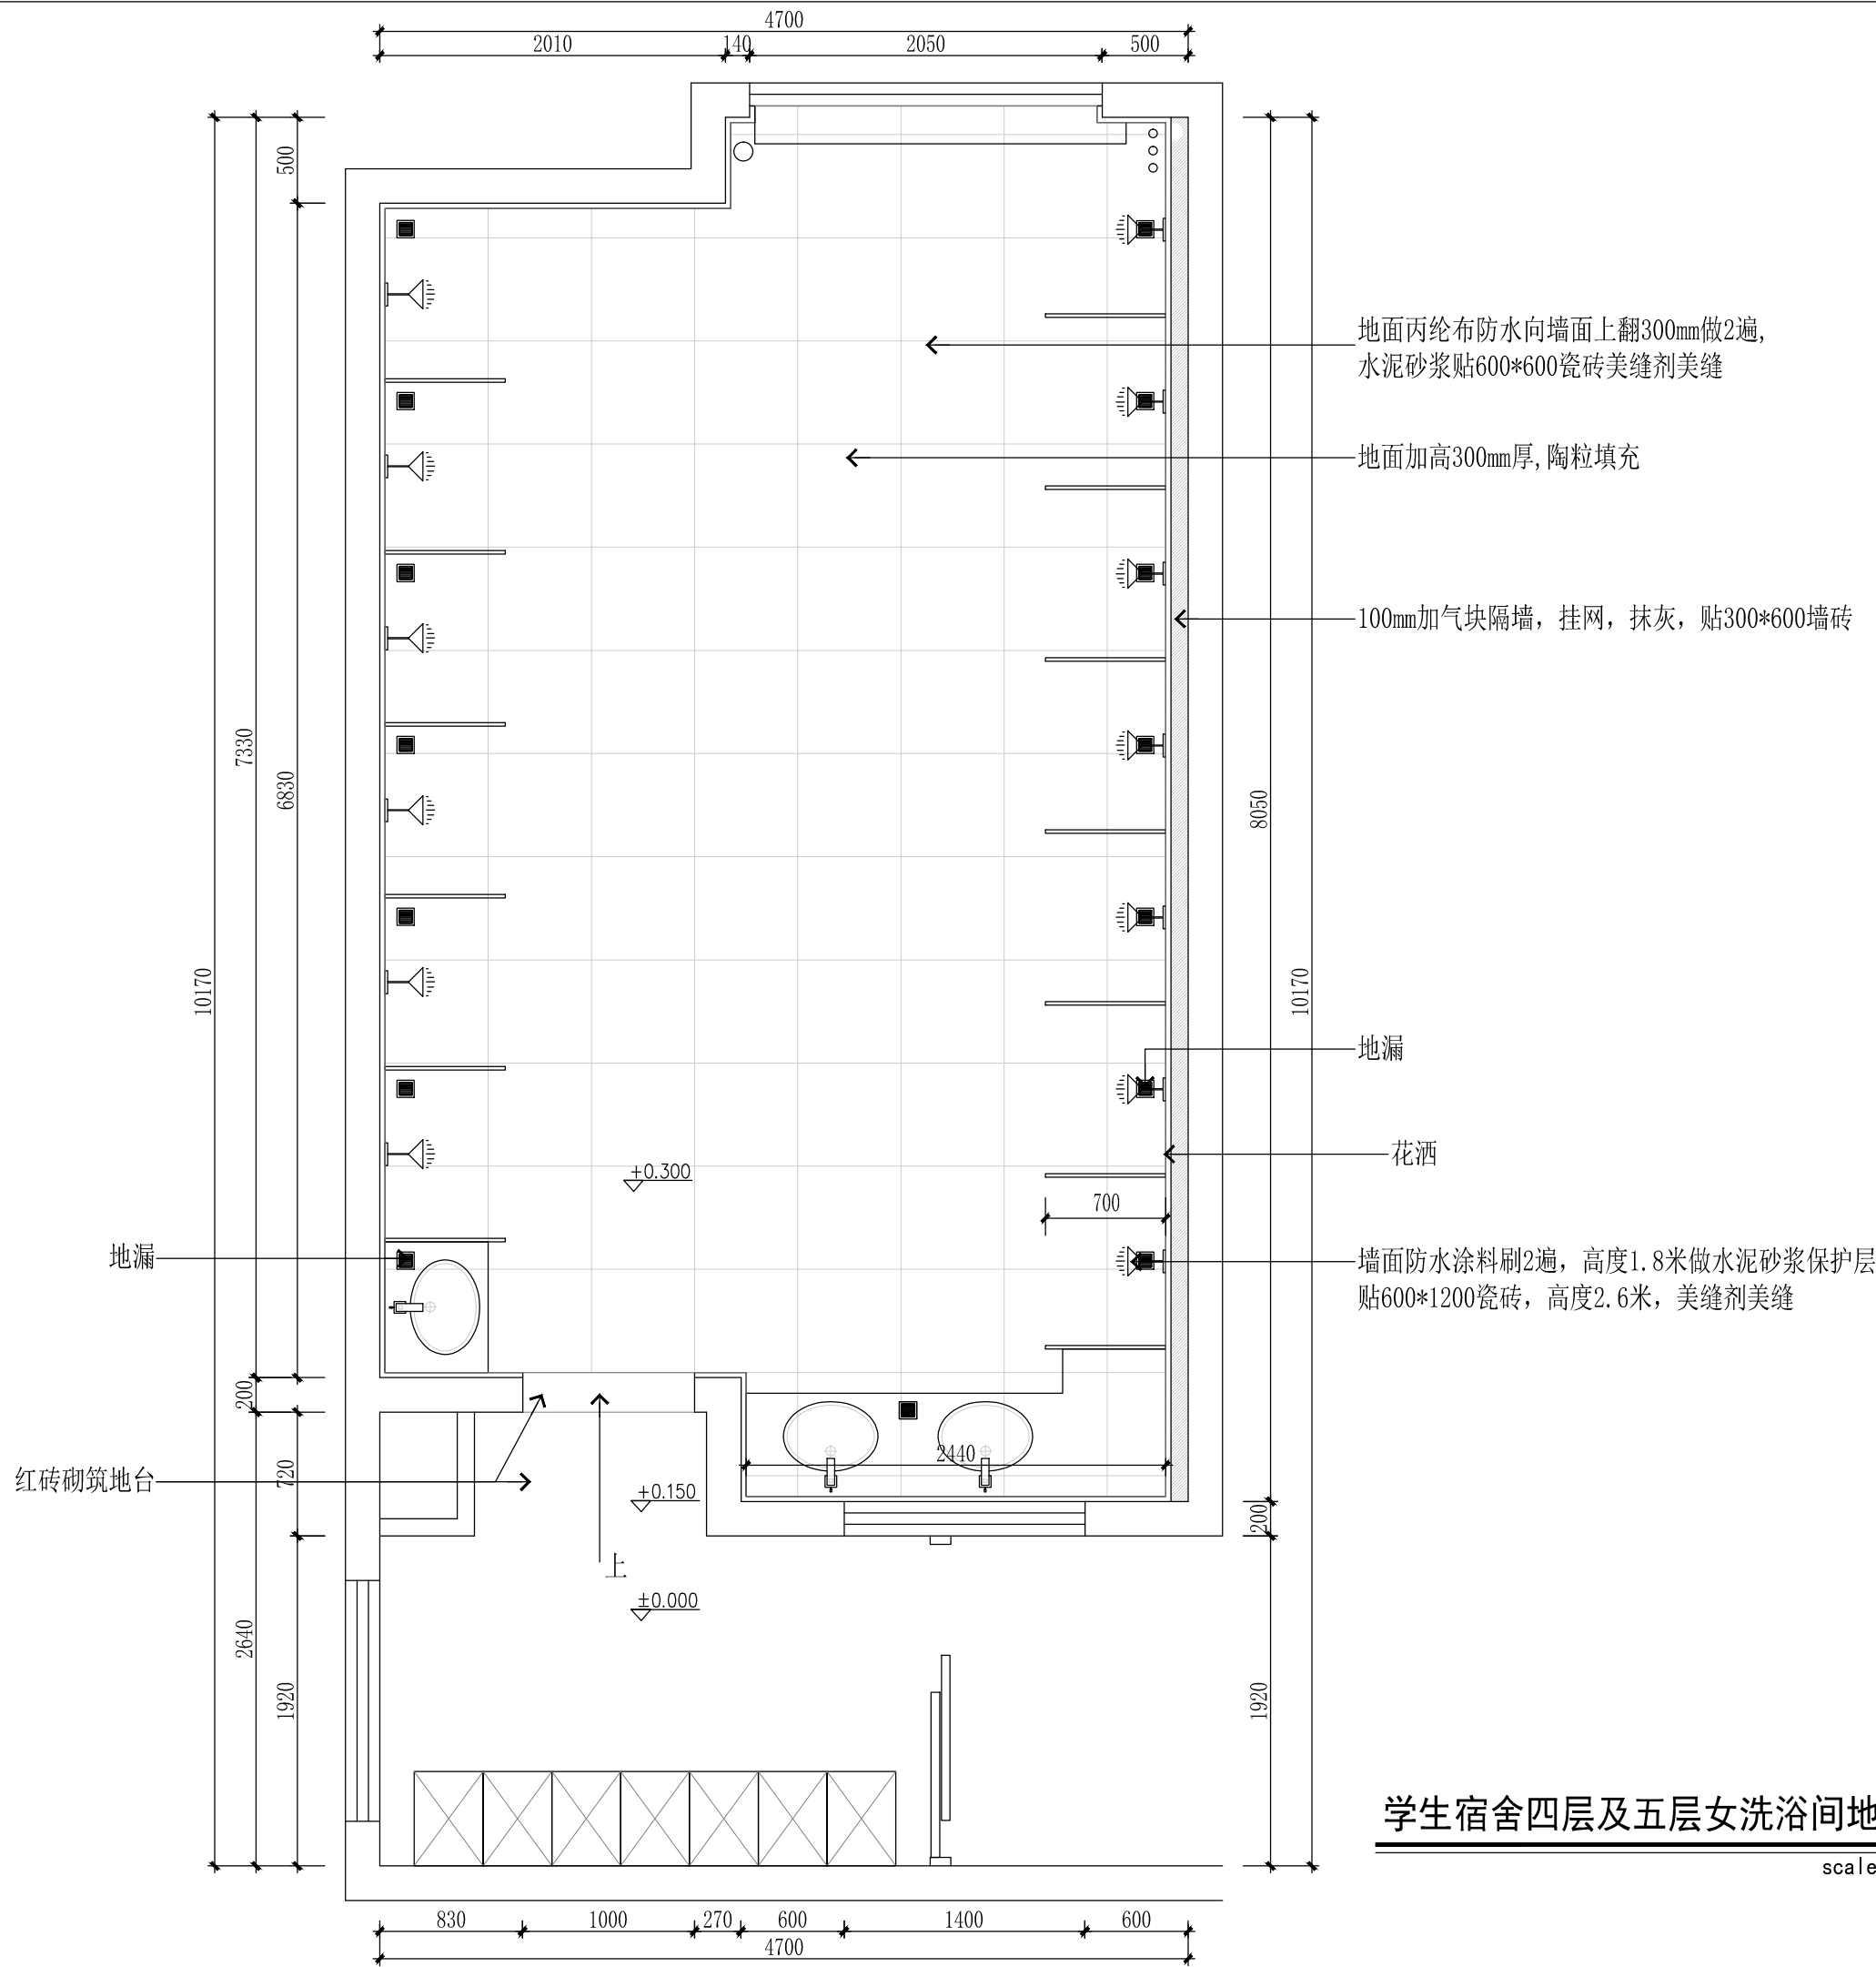 4700
2010
140
2050
500
500
7330
6830
10170
200
720
2640
1920
8050
10170
200
1920
地面丙纶布防水向墙面上翻300mm做2遍,
水泥砂浆贴600*600瓷砖美缝剂美缝
地面加高300mm厚,陶粒填充
100mm加气块隔墙，挂网，抹灰，贴300*600墙砖
地漏
花洒
+0.300
700
地漏
墙面防水涂料刷2遍，高度1.8米做水泥砂浆保护层
贴600*1200瓷砖，高度2.6米，美缝剂美缝
2440
红砖砌筑地台
+0.150
上
±0.000
学生宿舍四层及五层女洗浴间地
scale
830
1000
270
600
1400
600
4700